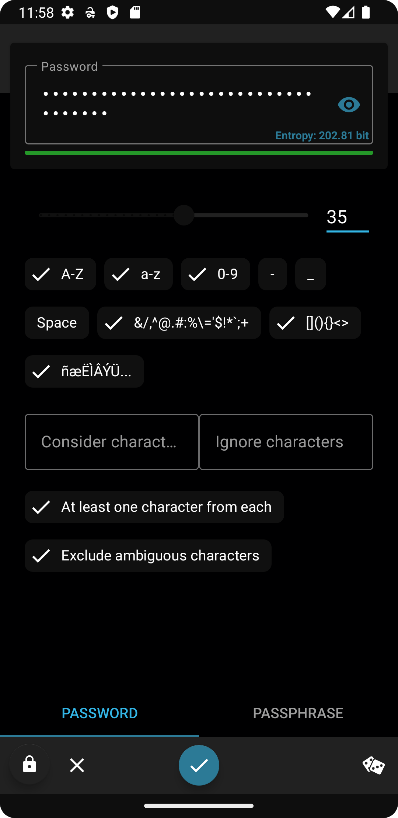 11:58
Password
•••••••••••••••••••••••••••
••••••••
Entropy: 202.81 bit
35
A-Z a-z 0-9 - _
Space &/,^@.#:%\='$!*`;+ [](){}<>
ñæËÌÂÝÜ...
Consider charact... Ignore characters
At least one character from each
Exclude ambiguous characters
PASSWORD PASSPHRASE